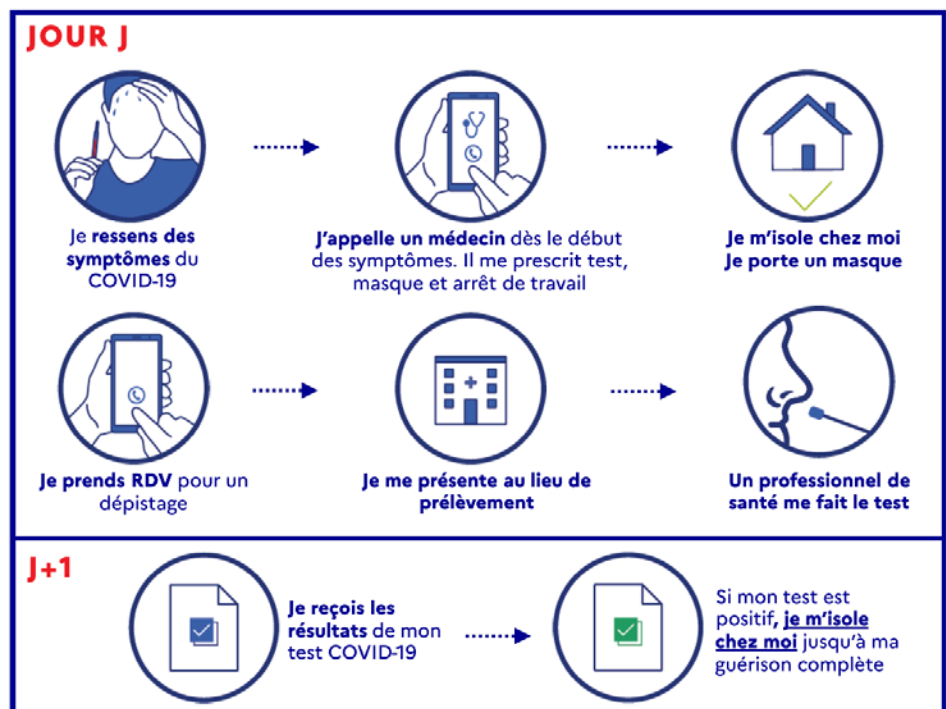 JOUR J
Je ressens des
symptômes du
COVID-19
J'appelle un médecin dès le début
des symptômes. Il me prescrit test,
masque et arrêt de travail
Je m'isole chez moi
Je porte un masque
Je prends RDV pour un
dépistage
Je me présente au lieu de
prélèvement
Un professionnel de
santé me fait le test
J+1
Je reçois les
résultats de mon
test COVID-19
Si mon test est
positif, je m'isole
chez moi jusqu'à ma
guérison complète